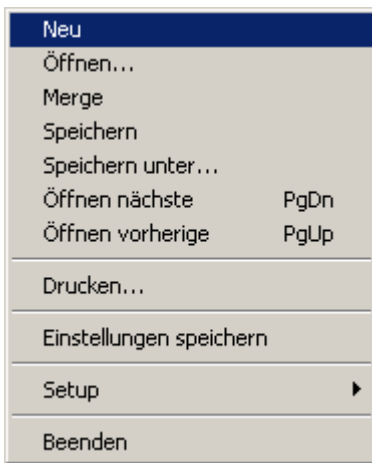 Neu
Öffnen...
Merge
Speichern
Speichern unter...
Öffnen nächste PgDn
Öffnen vorherige PgUp
Drucken...
Einstellungen speichern
Setup
Beenden